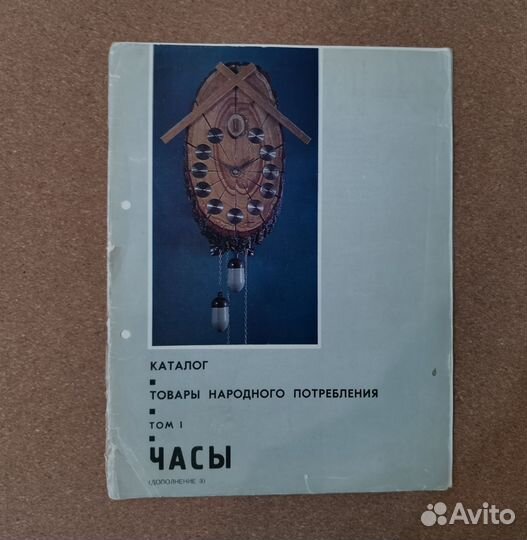 КАТАЛОГ
ТОВАРЫ НАРОДНОГО ПОТРЕБЛЕНИЯ
ТОМ I
ЧАСЫ
(ДОПОЛНЕНИЕ 3)
Avito